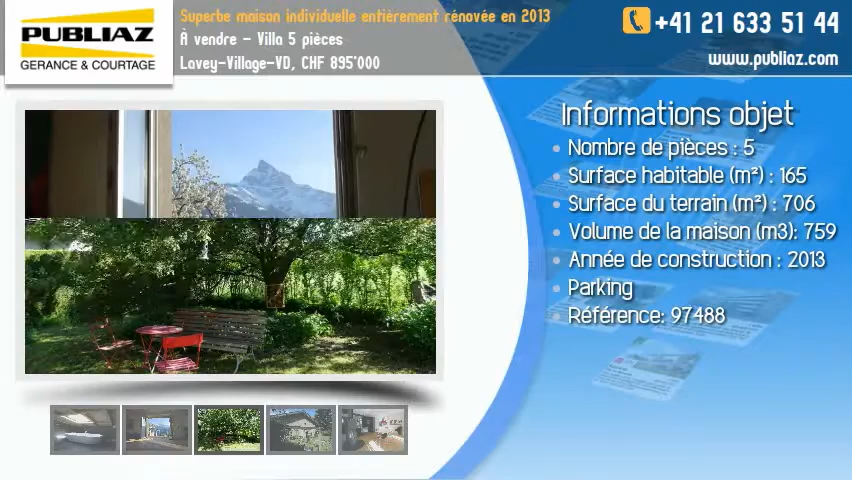 PUBLIAZ
GERANCE & COURTAGE
Superbe maison individuelle entièrement rénovée en 2013
À vendre - Villa 5 pièces
Lavey-Village-VD, CHF 895'000
+41 21 633 51 44
www.publiaz.com
Informations objet
Nombre de pièces : 5
Surface habitable (m²) : 165
Surface du terrain (m²) : 706
Volume de la maison (m3): 759
Année de construction : 2013
Parking
Référence: 97488